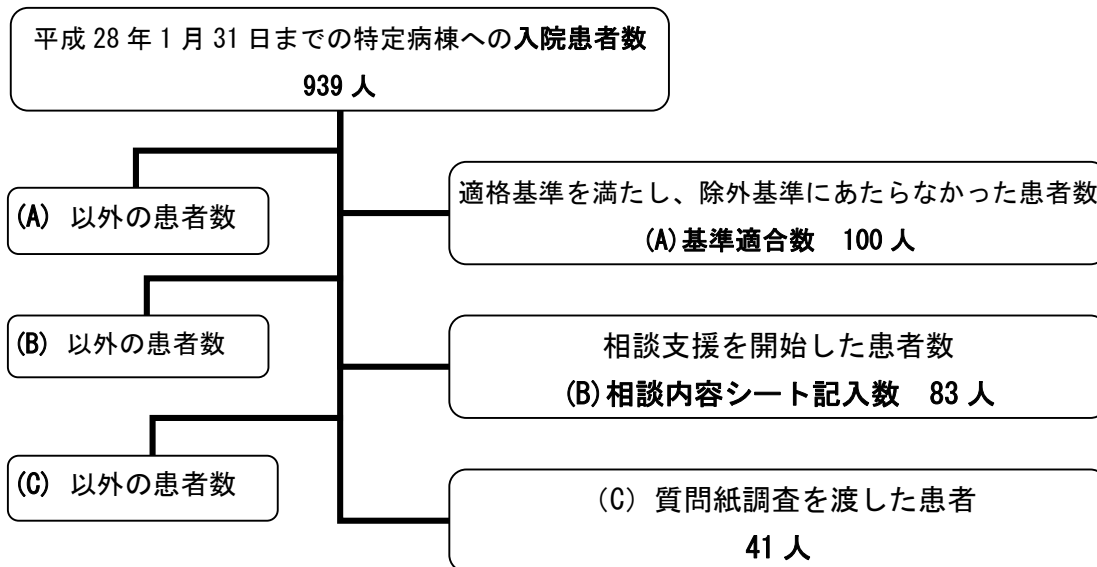 平成 28 年 1 月 31 日までの特定病棟への入院患者数
939 人
(A) 以外の患者数
適格基準を満たし、除外基準にあたらなかった患者数
(A)基準適合数 100 人
(B) 以外の患者数
相談支援を開始した患者数
(B)相談内容シート記入数 83 人
(C) 以外の患者数
(C) 質問紙調査を渡した患者
41 人